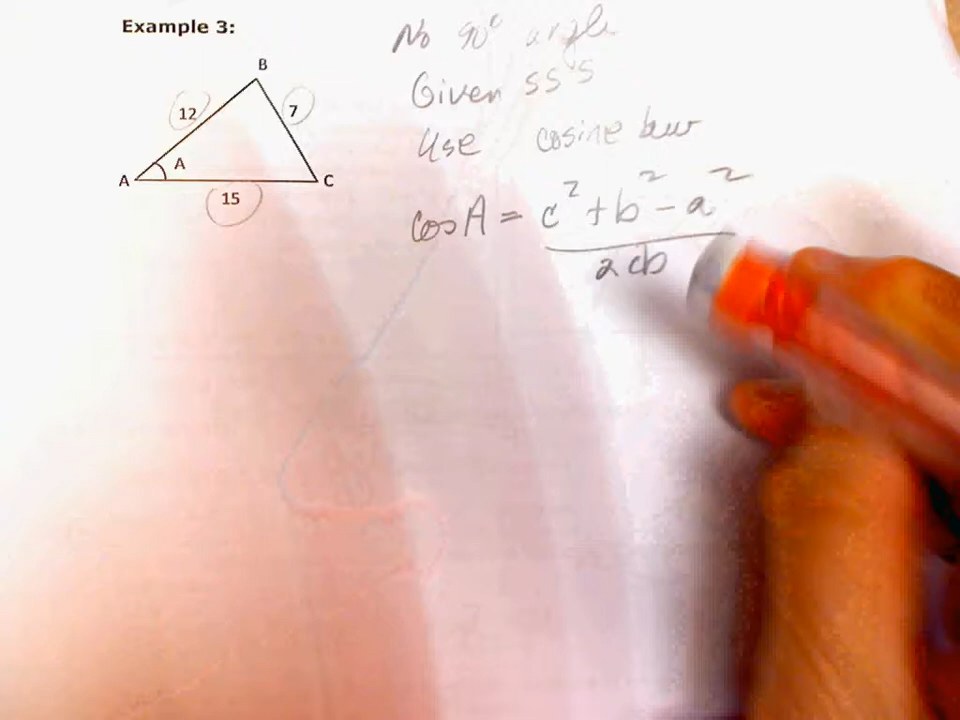 Example 3:
No 90° angle
Given SSS
Use cosine law
B
12
7
A
A
C
15
cos A = c² + b² - a²
2cb